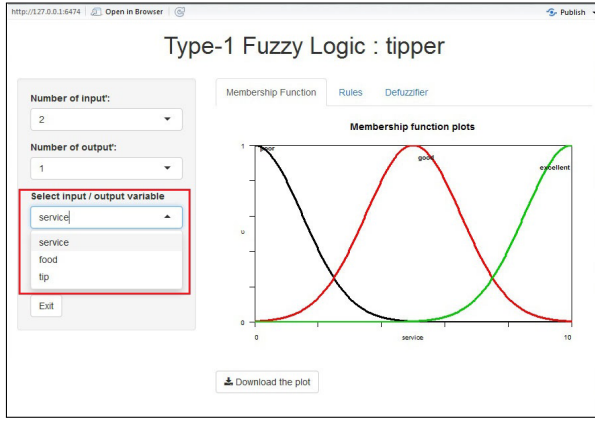 http://127.0.0.1:6474 Open in Browser Publish
Type-1 Fuzzy Logic : tipper
Number of input':
2
Number of output':
1
Select input / output variable
service
service
food
tip
Exit
Membership Function Rules Defuzzifier
Membership function plots
poor
good
excellent
1
u
0
0 service 10
Download the plot